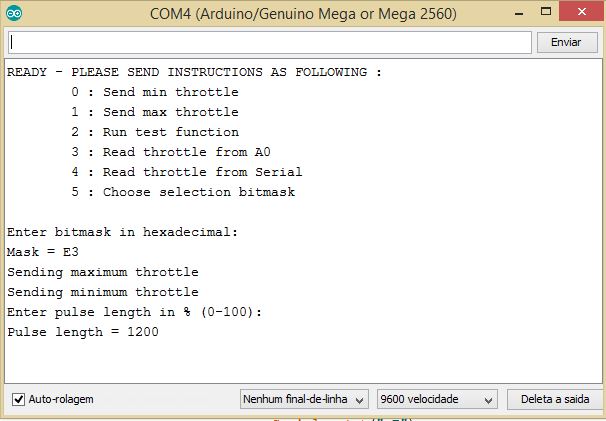 COM4 (Arduino/Genuino Mega or Mega 2560)
Enviar
READY - PLEASE SEND INSTRUCTIONS AS FOLLOWING :
0 : Send min throttle
1 : Send max throttle
2 : Run test function
3 : Read throttle from A0
4 : Read throttle from Serial
5 : Choose selection bitmask
Enter bitmask in hexadecimal:
Mask = E3
Sending maximum throttle
Sending minimum throttle
Enter pulse length in % (0-100):
Pulse length = 1200
Auto-rolagem
Nenhum final-de-linha
9600 velocidade
Deleta a saida